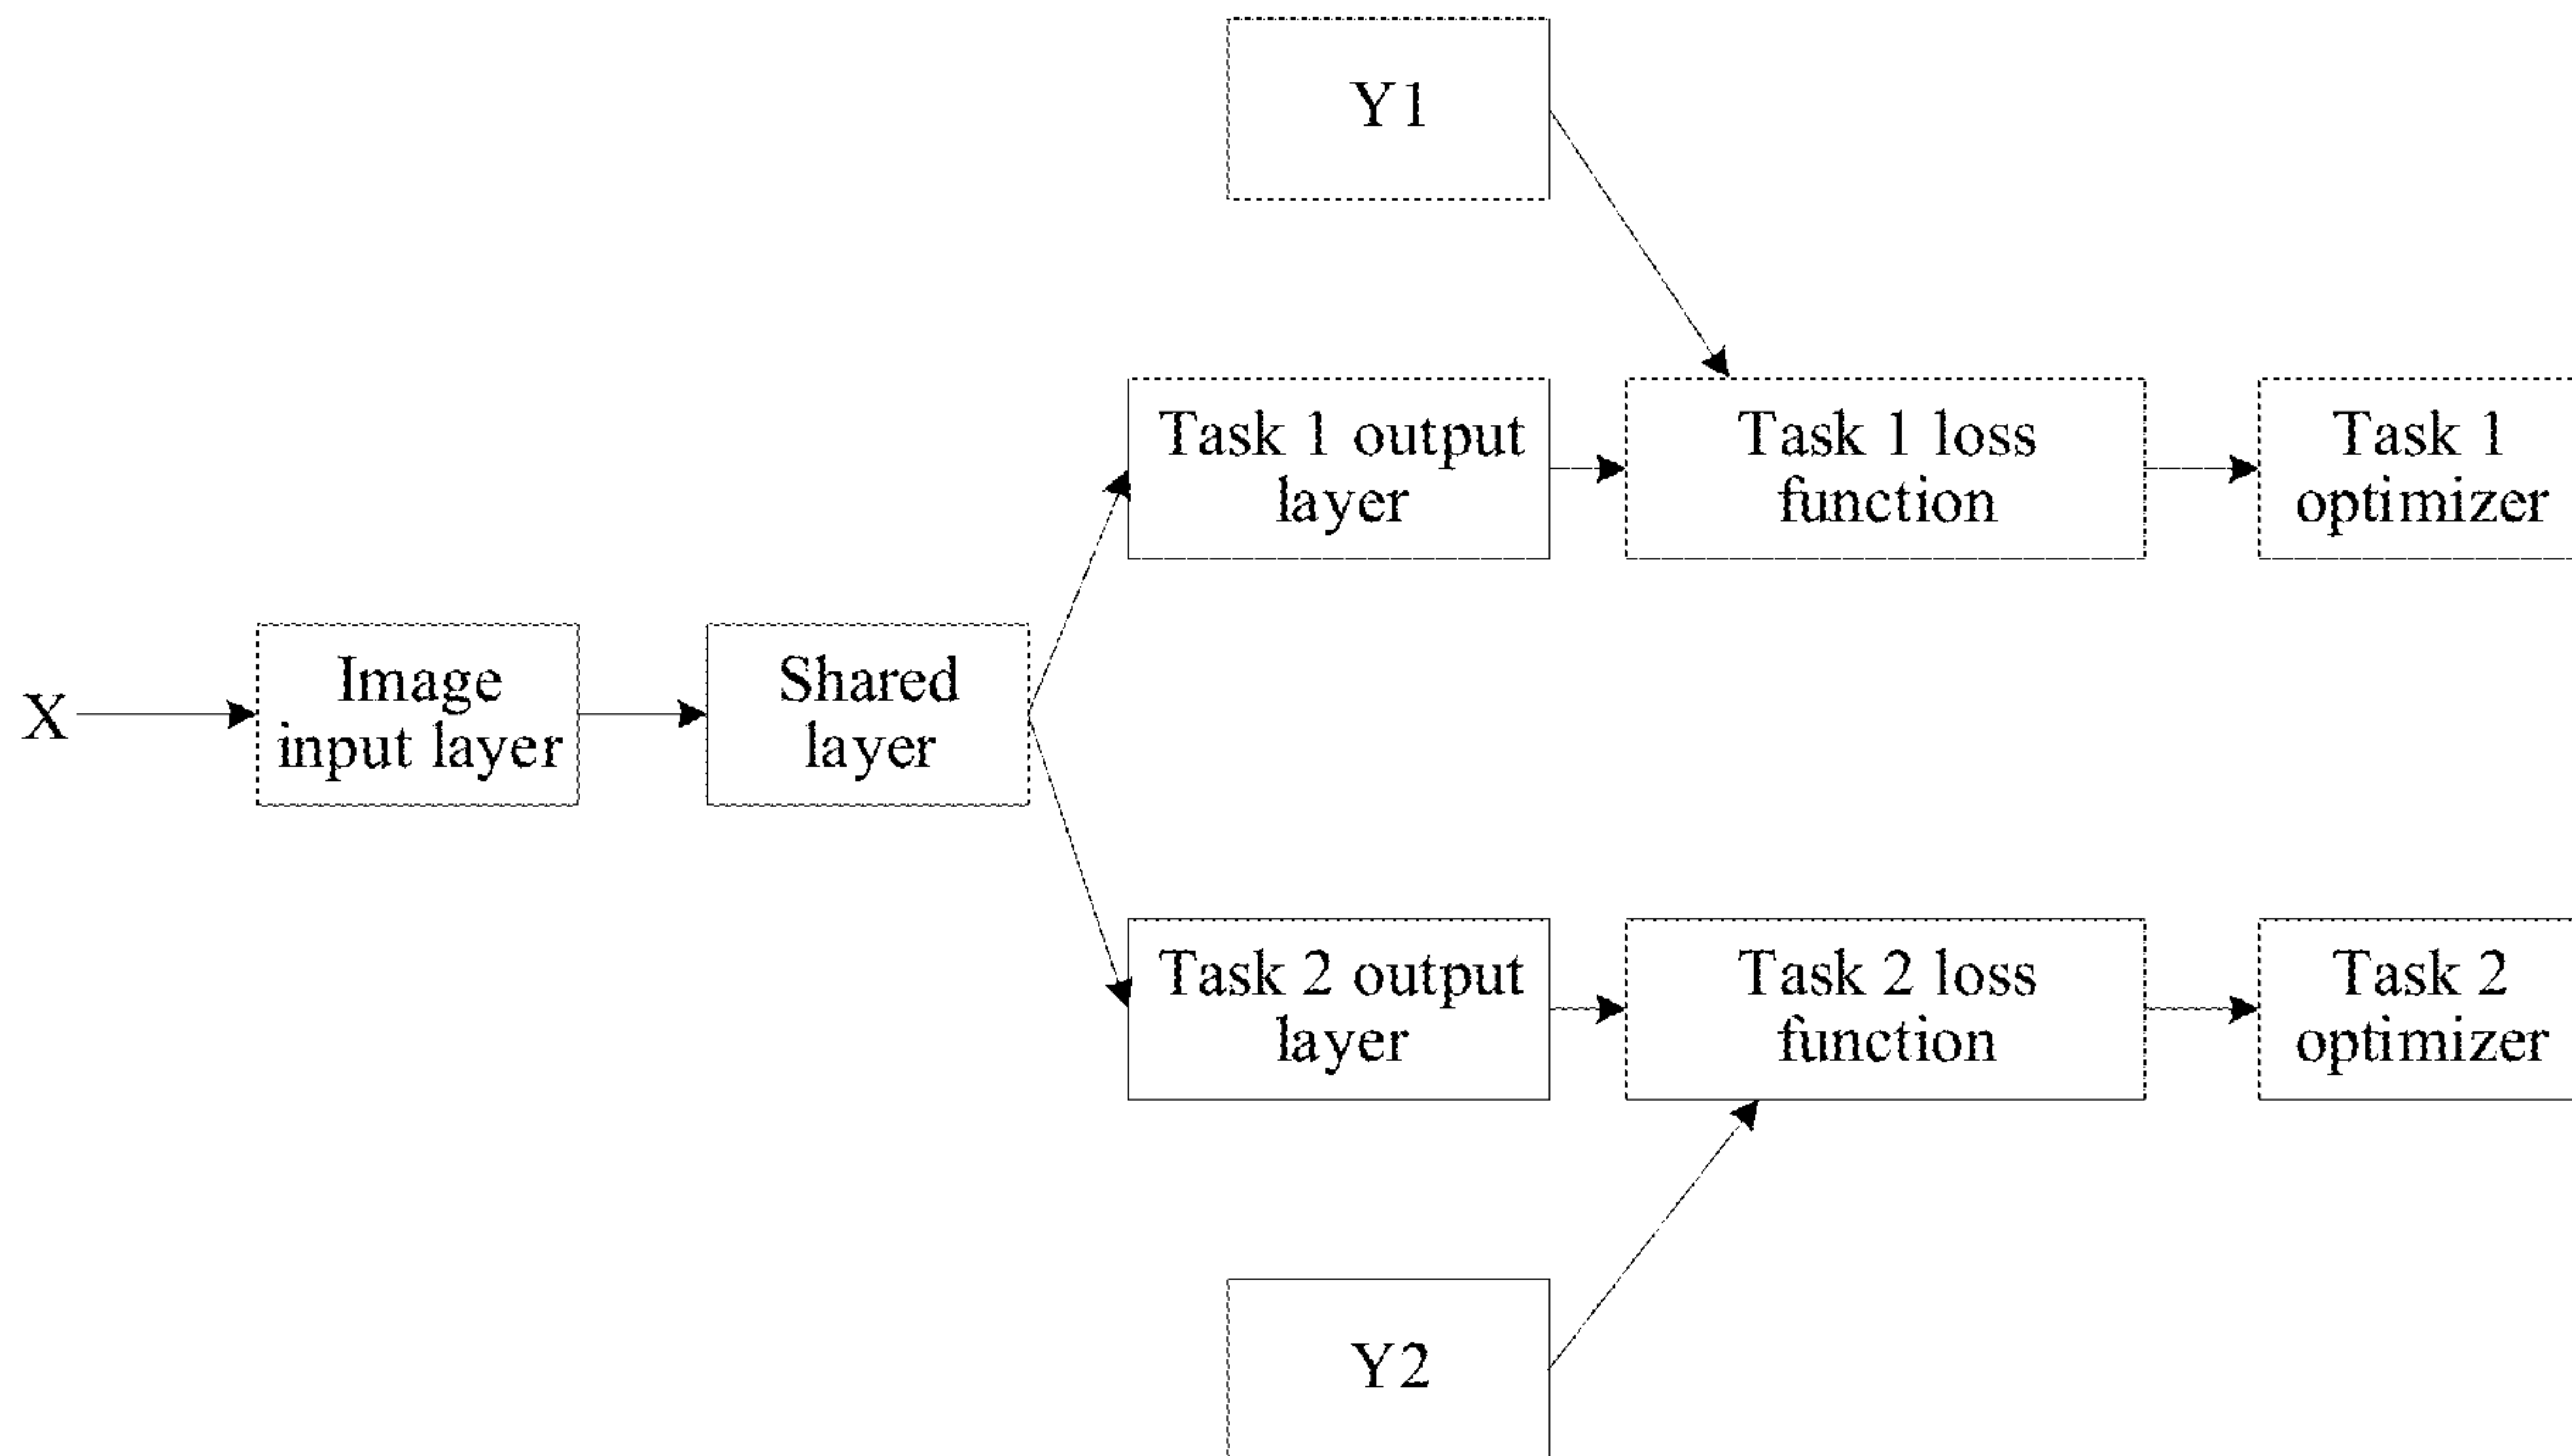 Y1
Task 1 output
layer
Task 1 loss
function
Task 1
optimizer
X
Image
input layer
Shared
layer
Task 2 output
layer
Task 2 loss
function
Task 2
optimizer
Y2